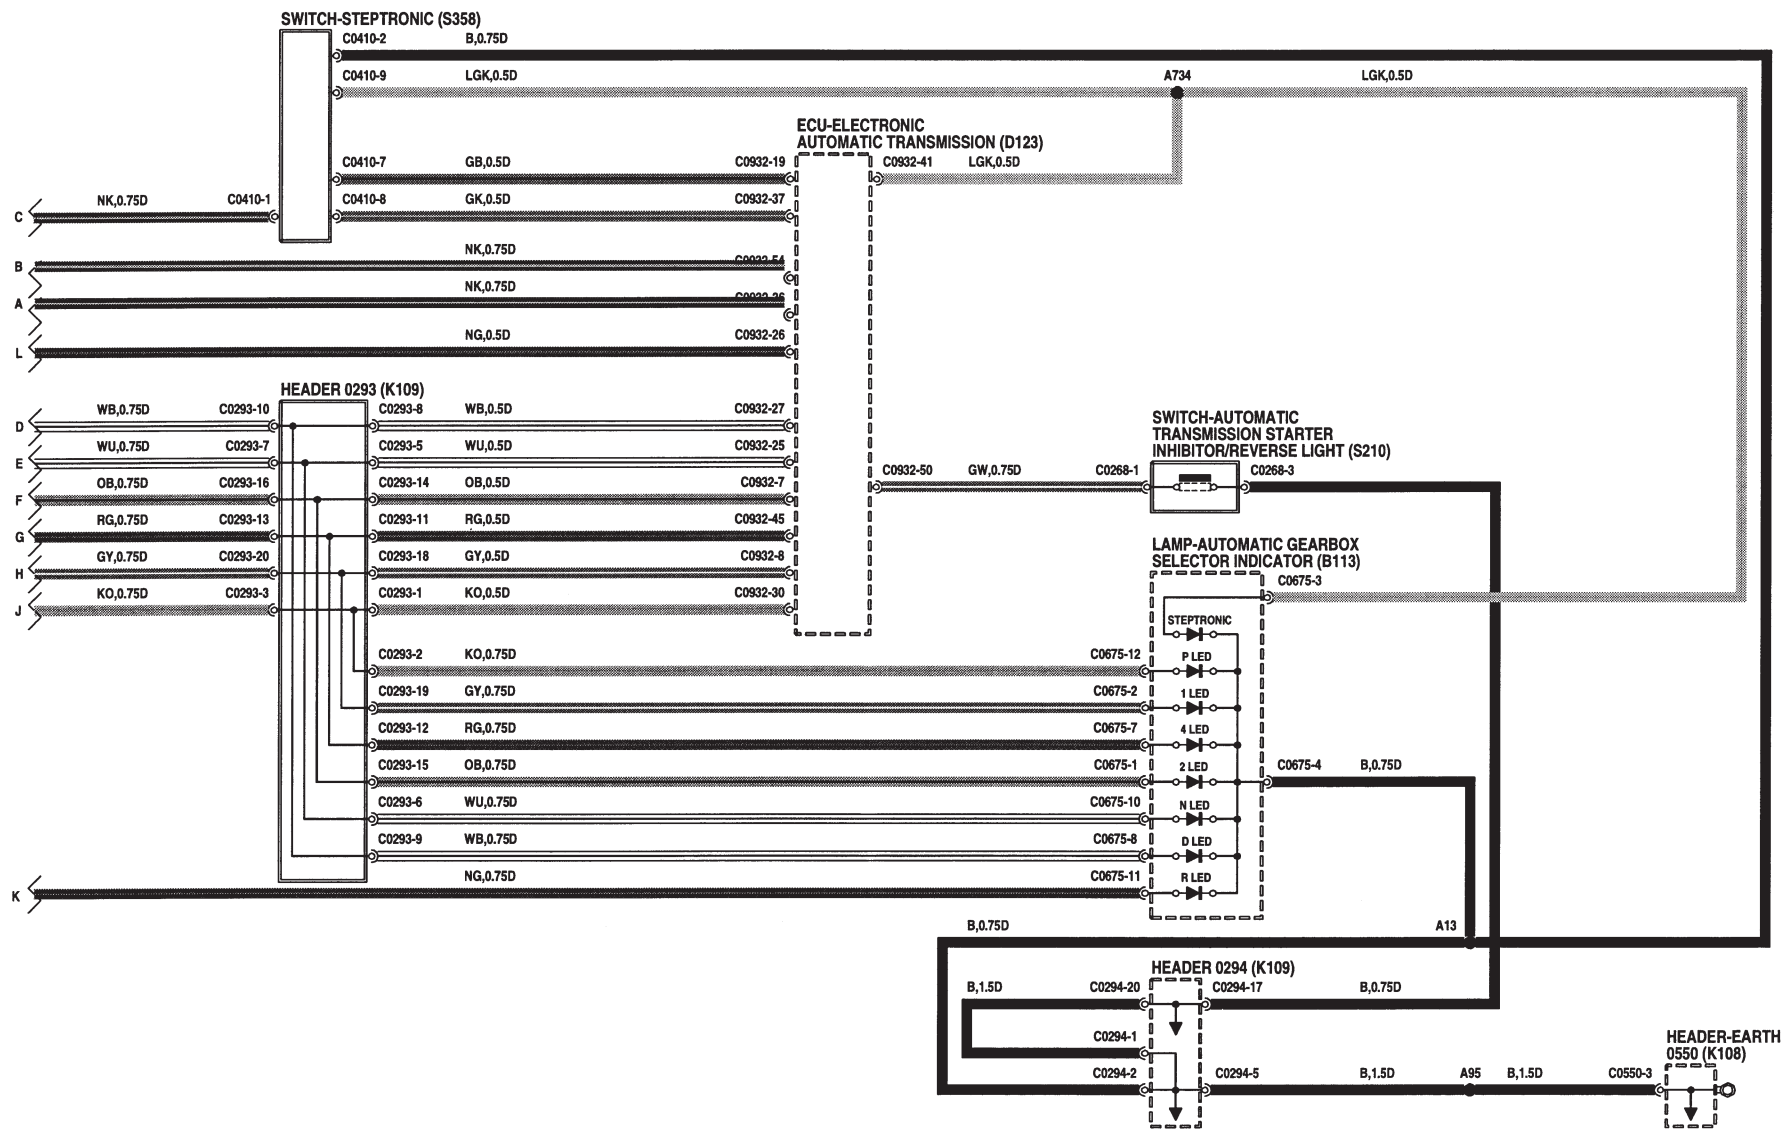 SWITCH-STEPTRONIC (S358)
C0410-2 B,0.75D
C0410-9 LGK,0.5D A734 LGK,0.5D
ECU-ELECTRONIC
AUTOMATIC TRANSMISSION (D123)
C0410-7 GB,0.5D C0932-19 C0932-41 LGK,0.5D
C NK,0.75D C0410-1 C0410-8 GK,0.5D C0932-37
B NK,0.75D C0932-54
A NK,0.75D C0932-36
L NG,0.5D C0932-26
HEADER 0293 (K109)
D WB,0.75D C0293-10 C0293-8 WB,0.5D C0932-27
SWITCH-AUTOMATIC
TRANSMISSION STARTER
INHIBITOR/REVERSE LIGHT (S210)
E WU,0.75D C0293-7 C0293-5 WU,0.5D C0932-25
C0932-50 GW,0.75D C0268-1 C0268-3
F OB,0.75D C0293-16 C0293-14 OB,0.5D C0932-7
G RG,0.75D C0293-13 C0293-11 RG,0.5D C0932-45
H GY,0.75D C0293-20 C0293-18 GY,0.5D C0932-8
LAMP-AUTOMATIC GEARBOX
SELECTOR INDICATOR (B113)
J KO,0.75D C0293-3 C0293-1 KO,0.5D C0932-30
C0675-3
STEPTRONIC
C0293-2 KO,0.75D C0675-12 P LED
C0293-19 GY,0.75D C0675-2 1 LED
C0293-12 RG,0.75D C0675-7 4 LED
C0293-15 OB,0.75D C0675-1 2 LED C0675-4 B,0.75D
C0293-6 WU,0.75D C0675-10 N LED
C0293-9 WB,0.75D C0675-8 D LED
K NG,0.75D C0675-11 R LED
B,0.75D A13
HEADER 0294 (K109)
B,1.5D C0294-20 C0294-17 B,0.75D
C0294-1
HEADER-EARTH
0550 (K108)
C0294-2 C0294-5 B,1.5D A95 B,1.5D C0550-3